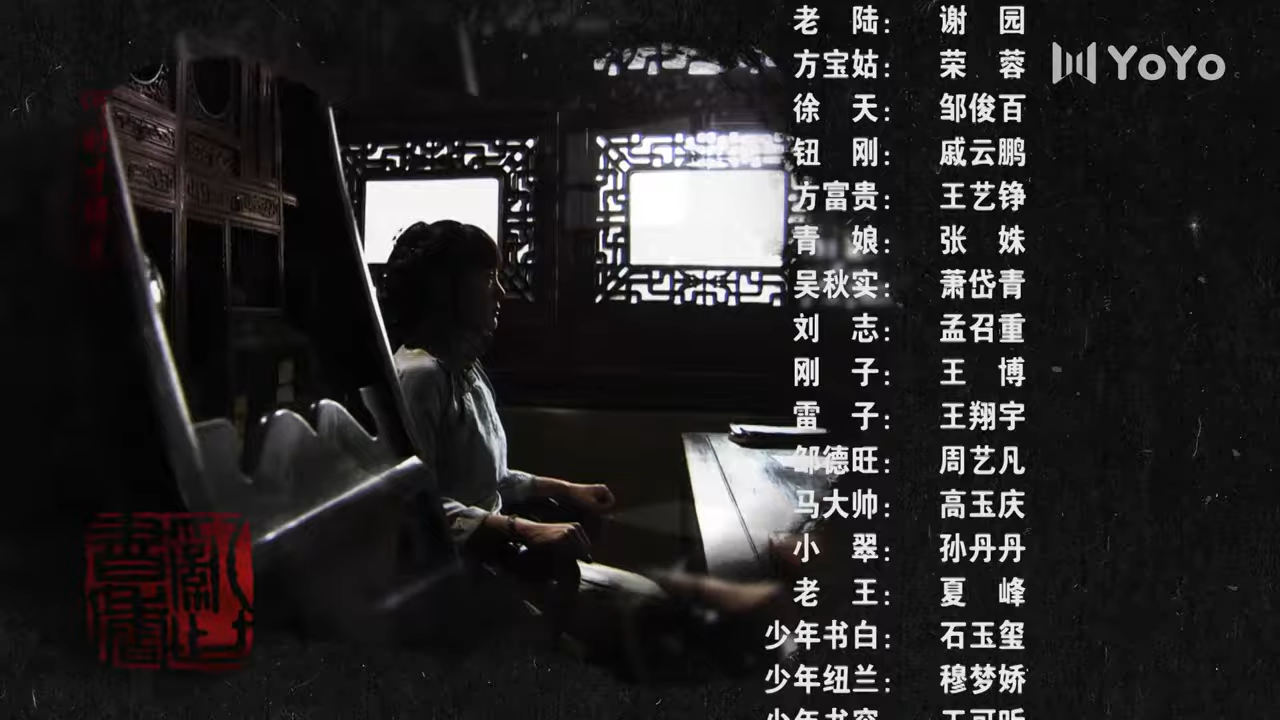 老 陆: 谢 园
YoYo
方宝姑: 荣 蓉
徐 天: 邹俊百
钮 刚: 戚云鹏
方富贵: 王艺铮
青 娘: 张 姝
吴秋实: 萧岱青
刘 志: 孟召重
刚 子: 王 博
雷 子: 王翔宇
邹德旺: 周艺凡
马大帅: 高玉庆
小 翠: 孙丹丹
老 王: 夏 峰
少年书白: 石玉玺
少年纽兰: 穆梦娇